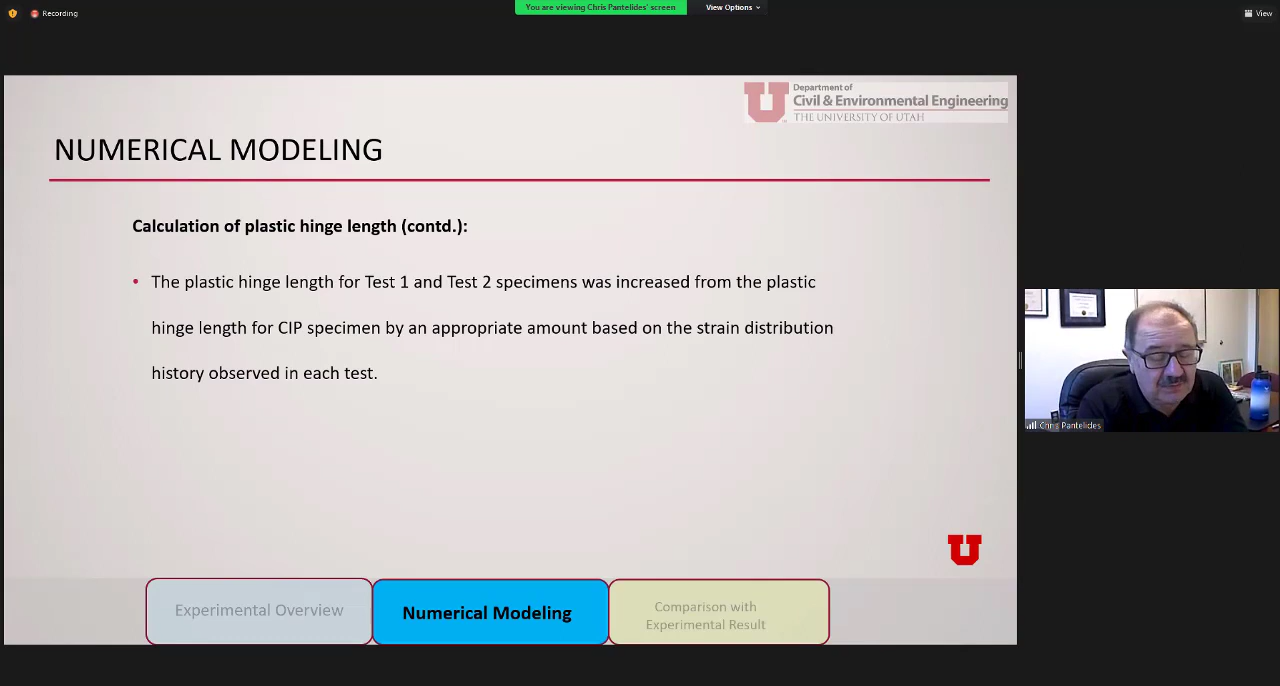 Recording
You are viewing Chris Pantelides' screen
View Options
View
Department of
Civil & Environmental Engineering
THE UNIVERSITY OF UTAH
NUMERICAL MODELING
Calculation of plastic hinge length (contd.):
• The plastic hinge length for Test 1 and Test 2 specimens was increased from the plastic
hinge length for CIP specimen by an appropriate amount based on the strain distribution
history observed in each test.
Chris Pantelides
U
Experimental Overview
Numerical Modeling
Comparison with
Experimental Result